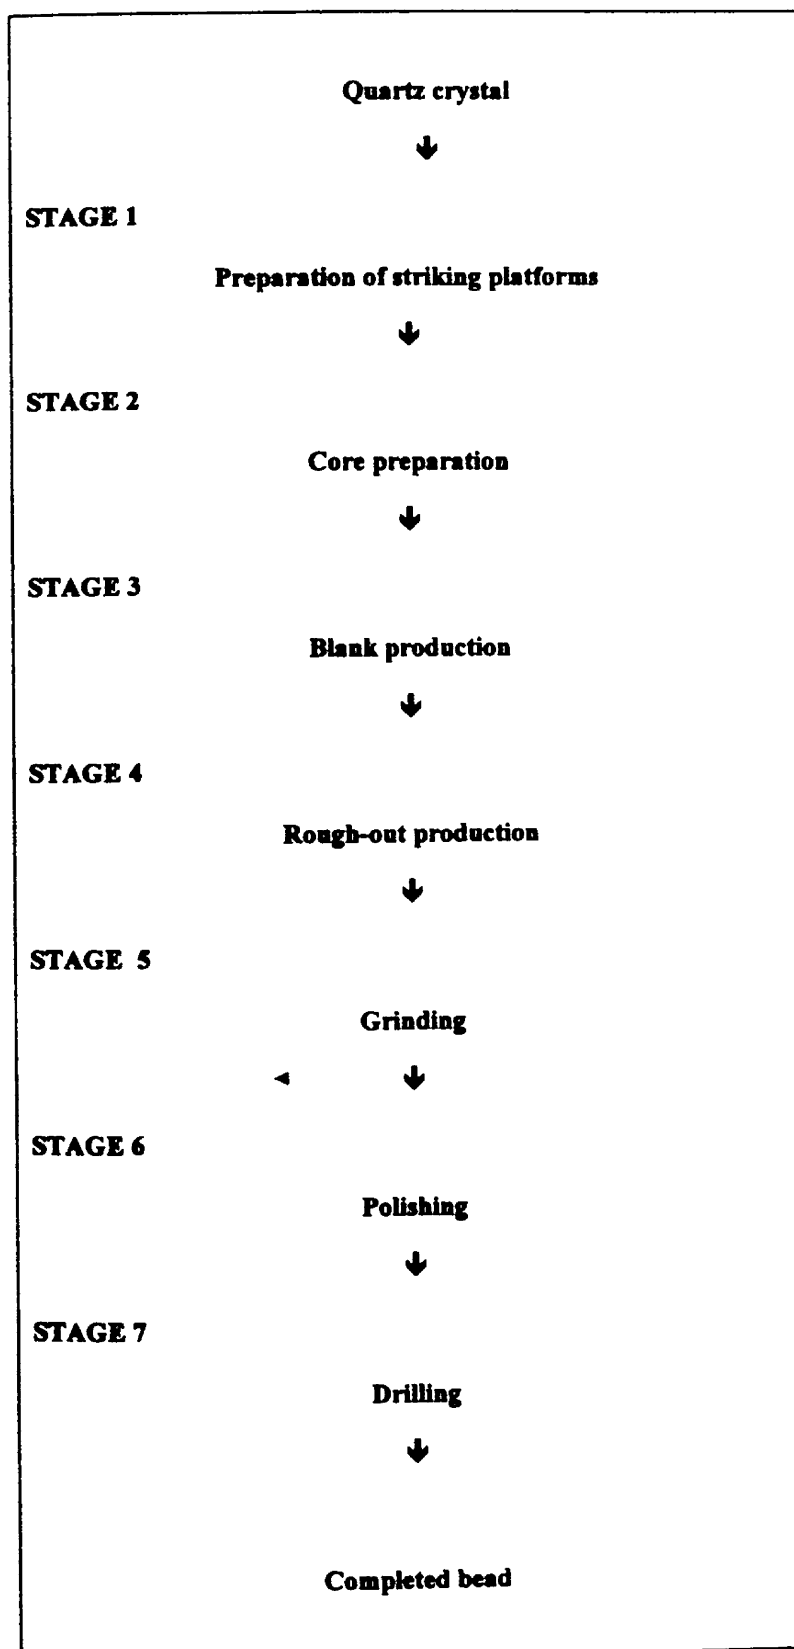 Quartz crystal
STAGE 1
Preparation of striking platforms
STAGE 2
Core preparation
STAGE 3
Blank production
STAGE 4
Rough-out production
STAGE 5
Grinding
STAGE 6
Polishing
STAGE 7
Drilling
Completed bead